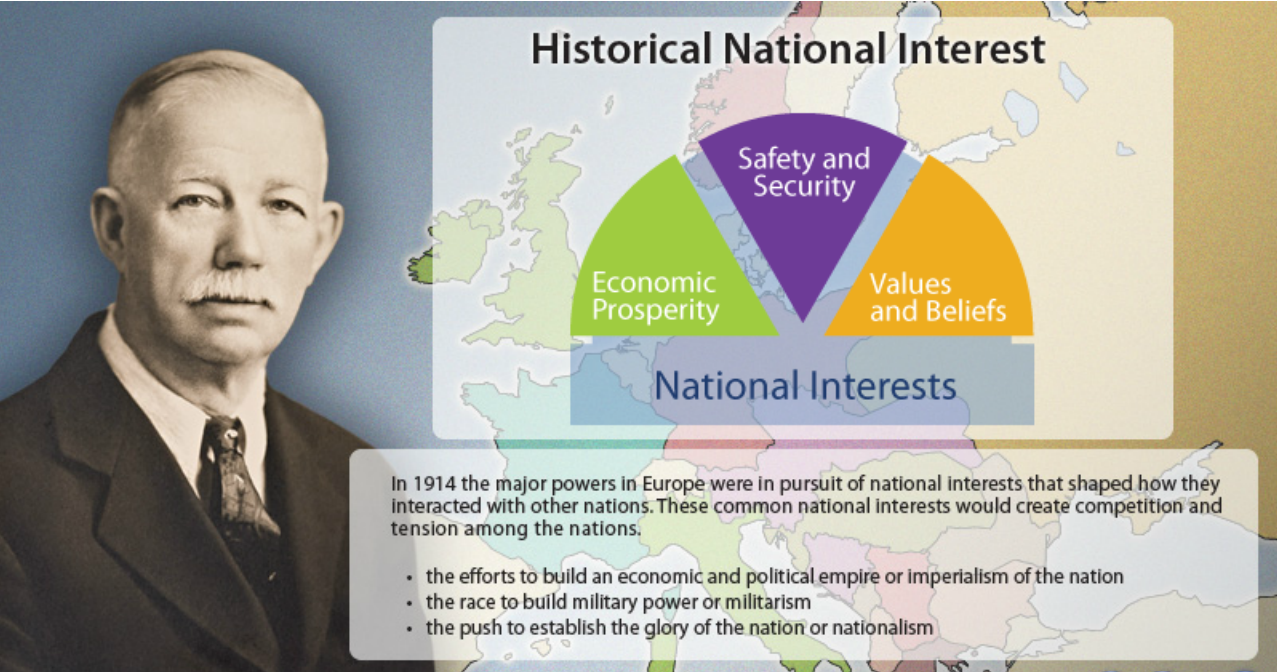 Historical National Interest
Safety and
Security
Economic
Prosperity
Values
and Beliefs
National Interests
In 1914 the major powers in Europe were in pursuit of national interests that shaped how they
interacted with other nations. These common national interests would create competition and
tension among the nations.
• the efforts to build an economic and political empire or imperialism of the nation
• the race to build military power or militarism
• the push to establish the glory of the nation or nationalism